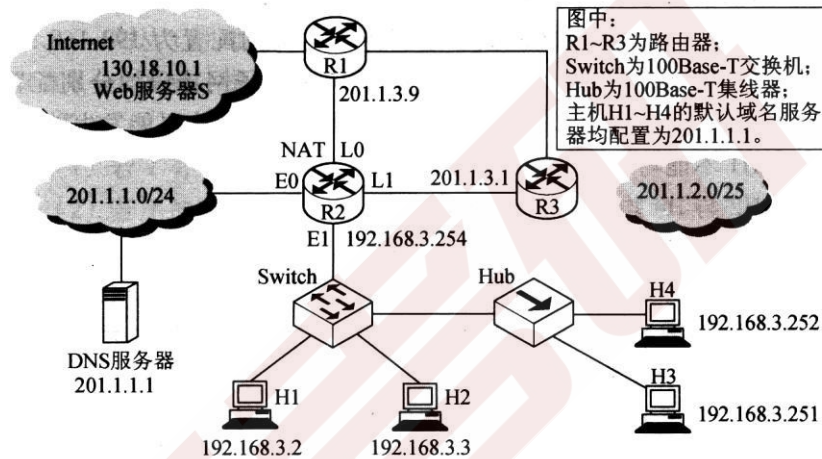 Internet
130.18.10.1
Web服务器S
R1
201.1.3.9
图中：
R1~R3为路由器；
Switch为100Base-T交换机；
Hub为100Base-T集线器；
主机H1~H4的默认域名服务
器均配置为201.1.1.1。
NAT
L0
201.1.1.0/24
E0
L1
R2
201.1.3.1
R3
201.1.2.0/25
E1
192.168.3.254
Switch
Hub
H4
192.168.3.252
DNS服务器
201.1.1.1
H1
192.168.3.2
H2
192.168.3.3
H3
192.168.3.251